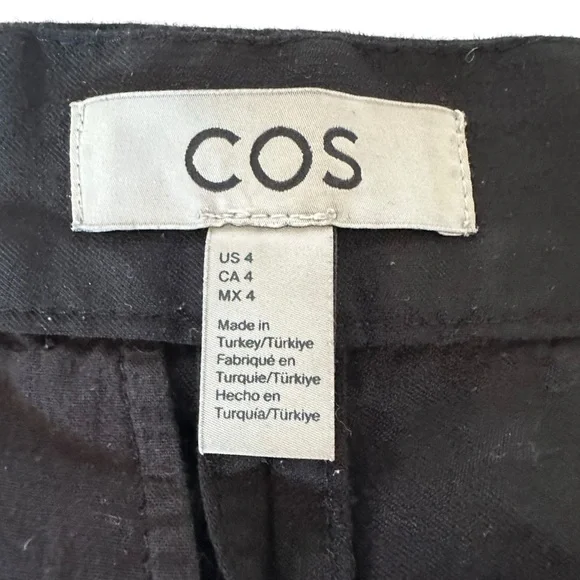 COS
US 4
CA 4
MX 4
Made in
Turkey/Türkiye
Fabriqué en
Turquie/Türkiye
Hecho en
Turquía/Türkiye